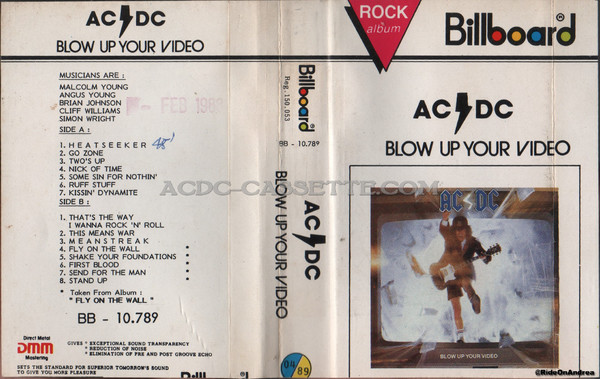 AC DC
BLOW UP YOUR VIDEO
MUSICIANS ARE :
MALCOLM YOUNG
ANGUS YOUNG
BRIAN JOHNSON
CLIFF WILLIAMS
SIMON WRIGHT
SIDE A :
1. HEATSEEKER
2. GO ZONE
3. TWO'S UP
4. NICK OF TIME
5. SOME SIN FOR NOTHIN'
6. RUFF STUFF
7. KISSIN' DYNAMITE
SIDE B :
1. THAT'S THE WAY
I WANNA ROCK 'N' ROLL
2. THIS MEANS WAR
3. MEANSTREAK
4. FLY ON THE WALL *
5. SHAKE YOUR FOUNDATIONS *
6. FIRST BLOOD *
7. SEND FOR THE MAN *
8. STAND UP *
* Taken From Album :
" FLY ON THE WALL "
BB - 10.789
Direct Metal
DMM
Mastering
GIVES * EXCEPTIONAL SOUND TRANSPARENCY
* REDUCTION OF NOISE
* ELIMINATION OF PRE AND POST GROOVE ECHO
SETS THE STANDARD FOR SUPERIOR TOMORROW'S SOUND
TO GIVE YOU MORE PLEASURE
Billboard
Reg.150.053
BB - 10.789
AC DC
BLOW UP YOUR VIDEO
04
89
ROCK
album
Billboard
AC DC
BLOW UP YOUR VIDEO
AC DC
BLOW UP YOUR VIDEO
ACDC-CASSETTE.COM
@RideOnAndrea